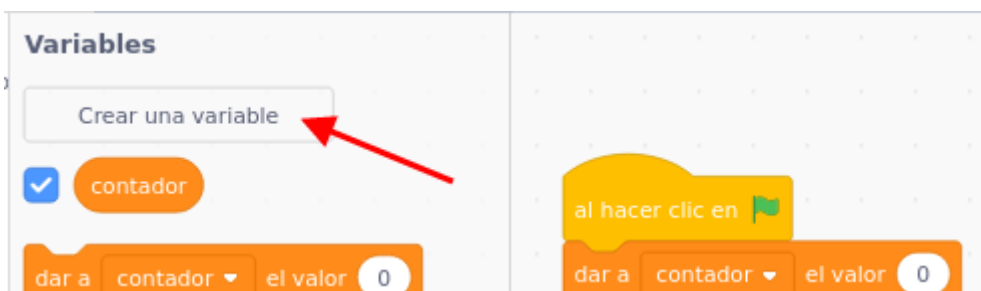 Variables
Crear una variable
contador
dar a contador el valor 0
al hacer clic en
dar a contador el valor 0